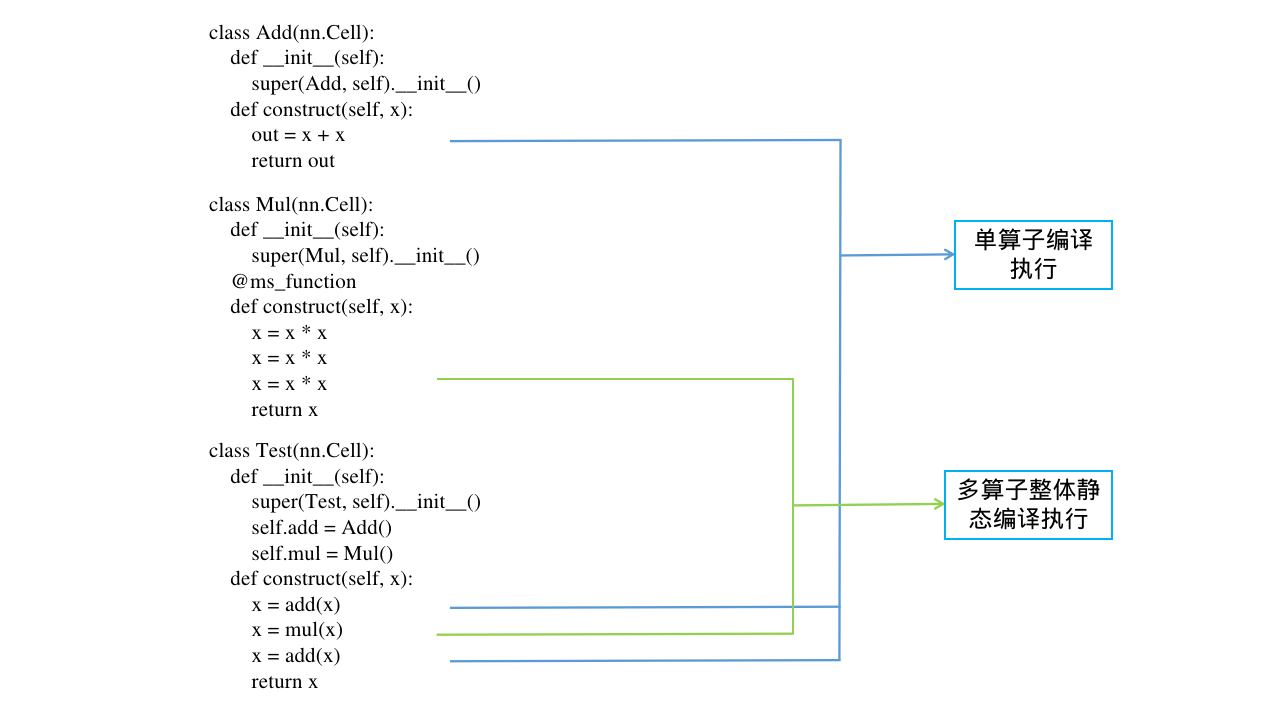 class Add(nn.Cell):
def __init__(self):
super(Add, self).__init__()
def construct(self, x):
out = x + x
return out
class Mul(nn.Cell):
def __init__(self):
super(Mul, self).__init__()
@ms_function
def construct(self, x):
x = x * x
x = x * x
x = x * x
return x
class Test(nn.Cell):
def __init__(self):
super(Test, self).__init__()
self.add = Add()
self.mul = Mul()
def construct(self, x):
x = add(x)
x = mul(x)
x = add(x)
return x
单算子编译
执行
多算子整体静
态编译执行